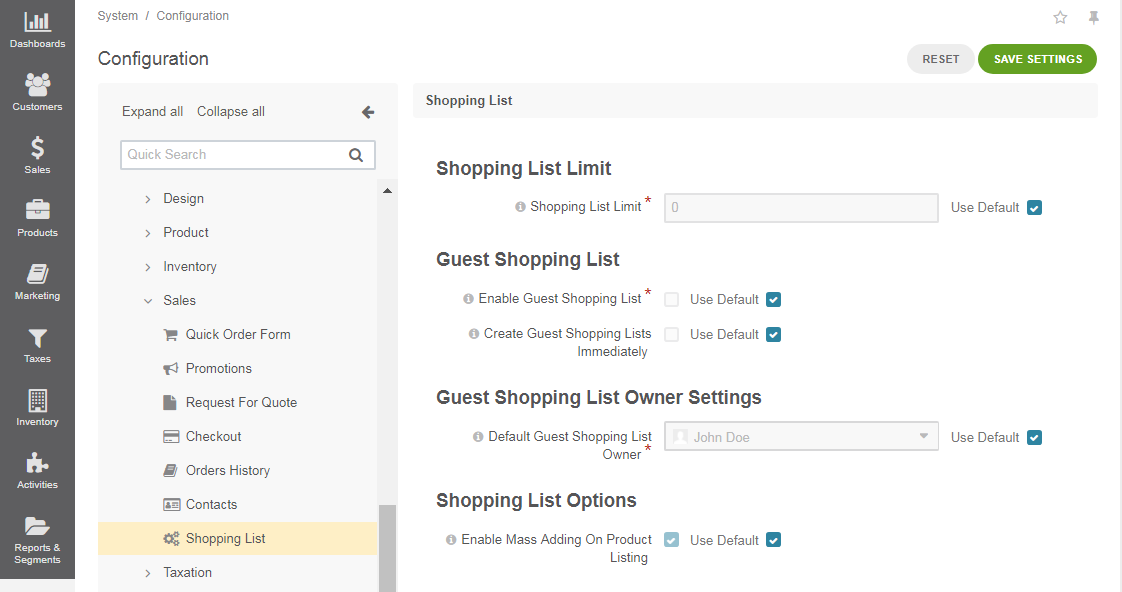 Dashboards
Customers
Sales
Products
Marketing
Taxes
Inventory
Activities
Reports &
Segments
System / Configuration
Configuration
RESET
SAVE SETTINGS
Expand all Collapse all
Quick Search
Design
Product
Inventory
Sales
Quick Order Form
Promotions
Request For Quote
Checkout
Orders History
Contacts
Shopping List
Taxation
Shopping List
Shopping List Limit
Shopping List Limit * 0 Use Default
Guest Shopping List
Enable Guest Shopping List * Use Default
Create Guest Shopping Lists Use Default
Immediately
Guest Shopping List Owner Settings
Default Guest Shopping List John Doe Use Default
Owner *
Shopping List Options
Enable Mass Adding On Product Use Default
Listing